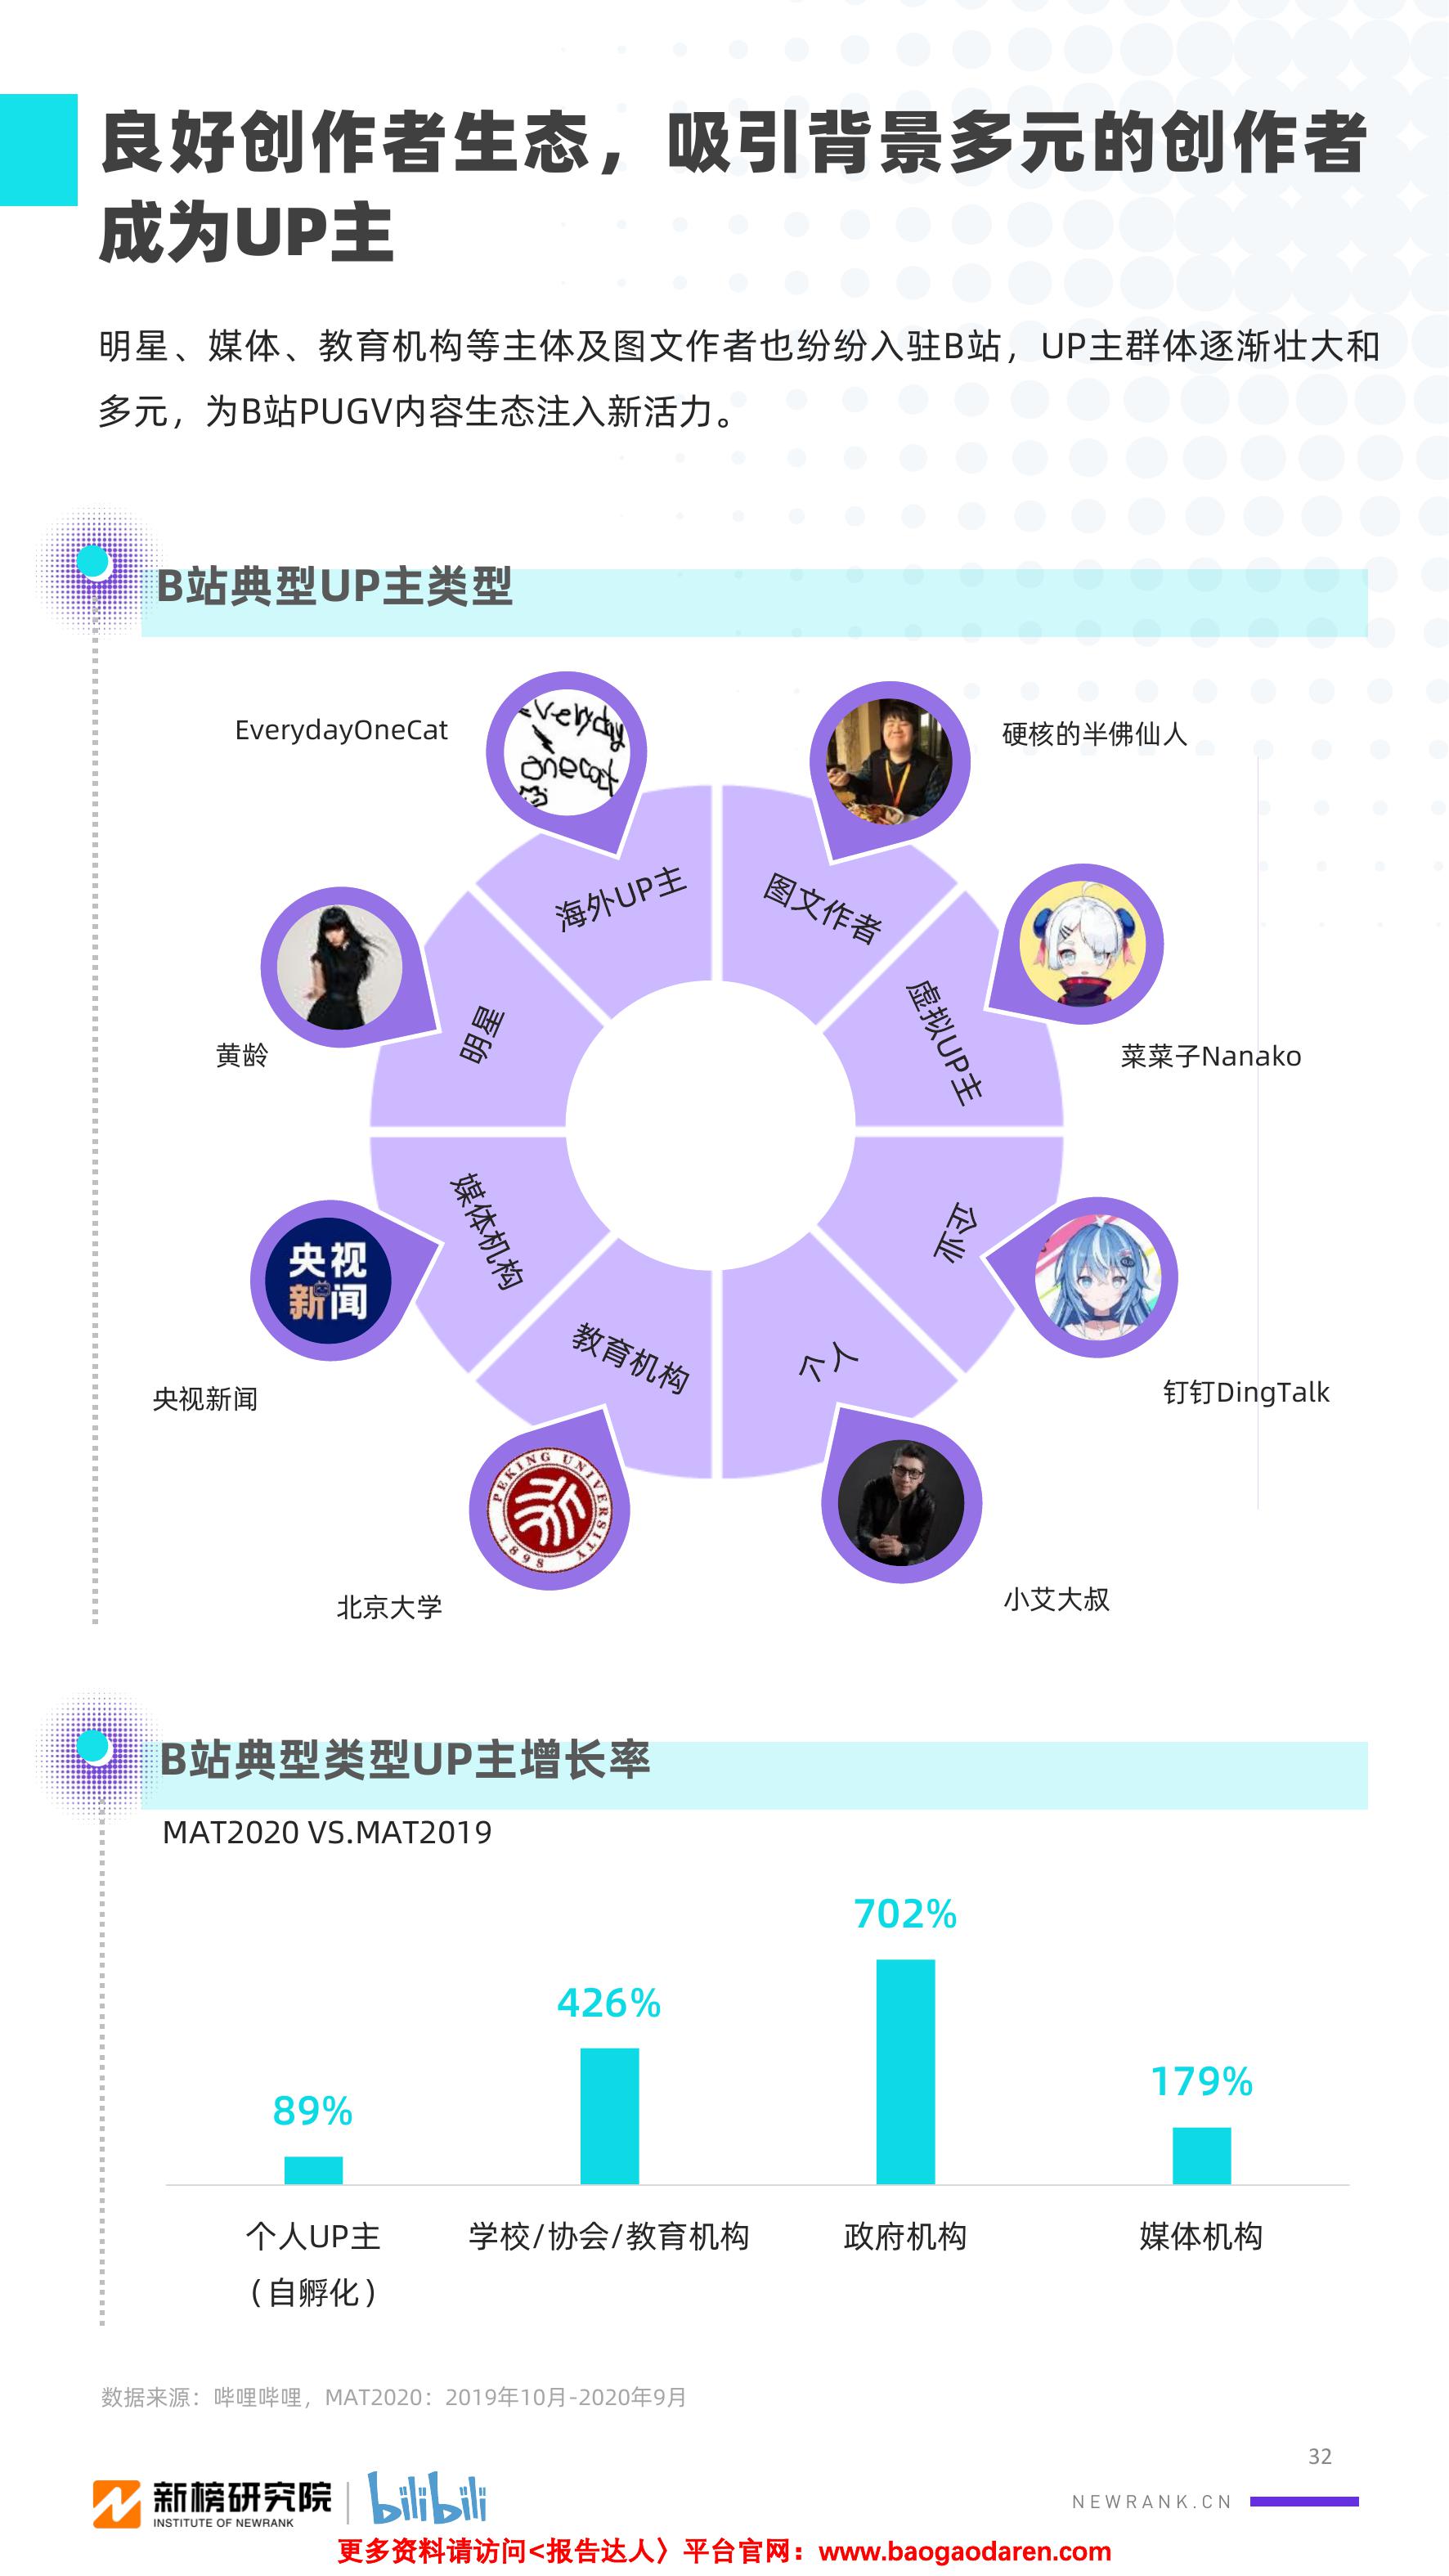 良好创作者生态，吸引背景多元的创作者
成为UP主
明星、媒体、教育机构等主体及图文作者也纷纷入驻B站，UP主群体逐渐壮大和
多元，为B站PUGV内容生态注入新活力。
B站典型UP主类型
EverydayOneCat
everyday
onecat
硬核的半佛仙人
海外UP主
图文作者
明星
虚拟UP主
黄龄
菜菜子Nanako
媒体机构
企业
央视
新闻
教育机构
个人
央视新闻
钉钉DingTalk
PEKING UNIVERSITY
1898
北京大学
小艾大叔
B站典型类型UP主增长率
MAT2020 VS.MAT2019
702%
426%
179%
89%
个人UP主
（自孵化）
学校/协会/教育机构
政府机构
媒体机构
数据来源：哔哩哔哩，MAT2020：2019年10月-2020年9月
32
新榜研究院
INSTITUTE OF NEWRANK
bilibili
NEWRANK.CN
更多资料请访问<报告达人〉平台官网：www.baogaodaren.com